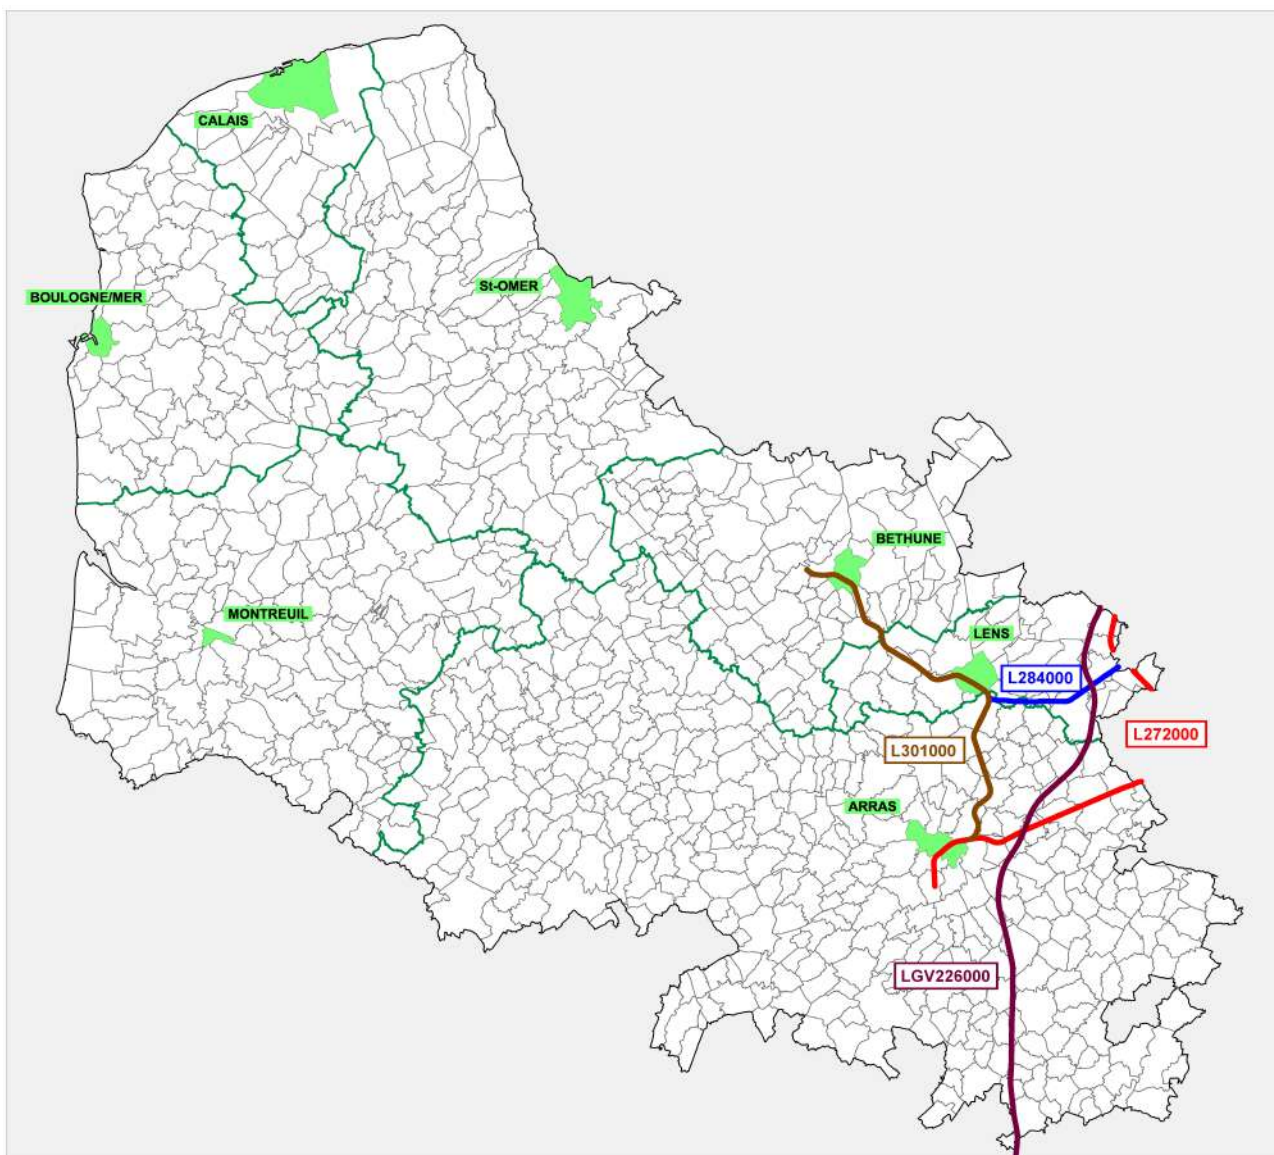 CALAIS
St-OMER
BOULOGNE/MER
BETHUNE
MONTREUIL
LENS
L284000
L272000
L301000
ARRAS
LGV226000